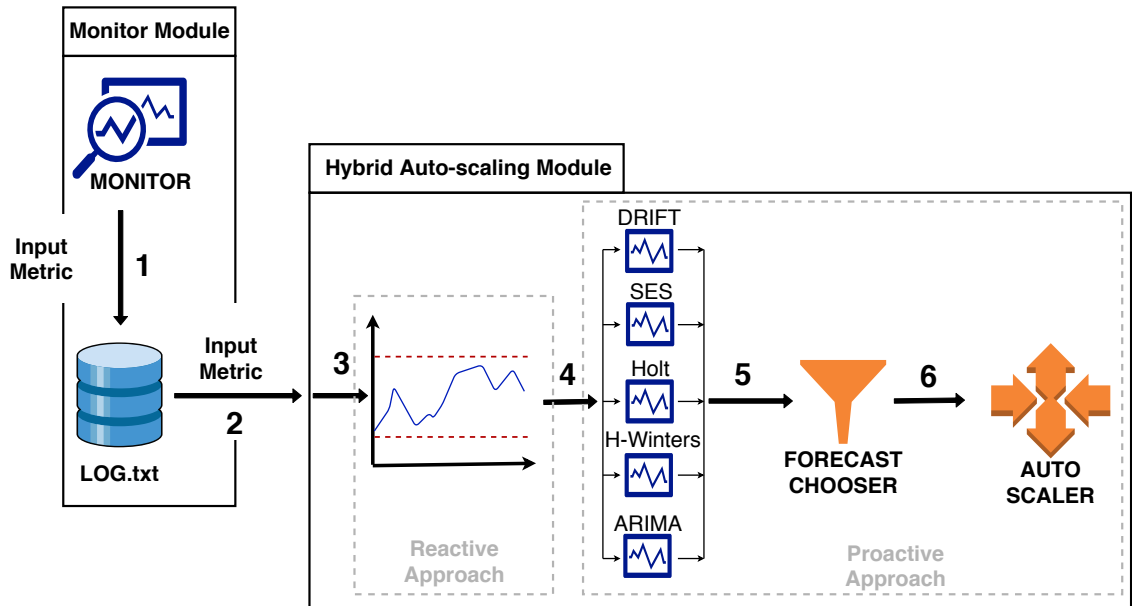 Monitor Module
MONITOR
Input
Metric
1
LOG.txt
Input
Metric
2
Hybrid Auto-scaling Module
3
Reactive
Approach
4
DRIFT
SES
Holt
H-Winters
ARIMA
5
FORECAST
CHOOSER
6
AUTO
SCALER
Proactive
Approach